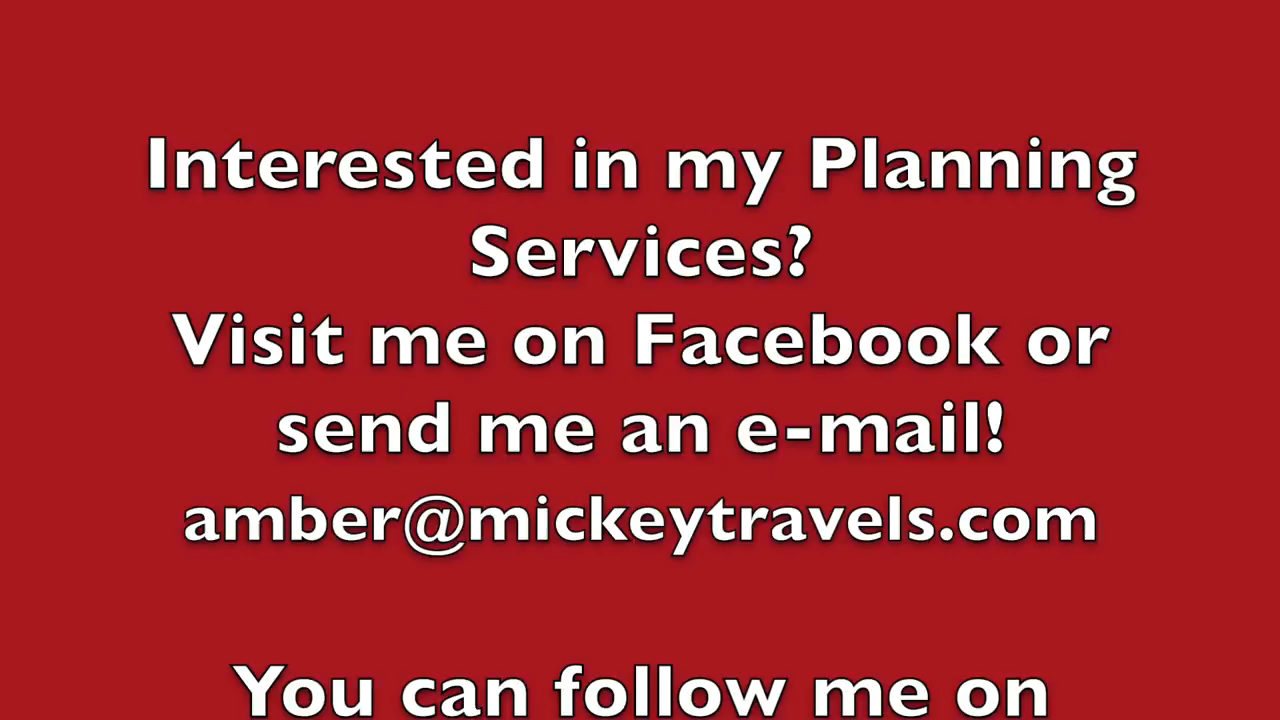 Interested in my Planning
Services?
Visit me on Facebook or
send me an e-mail!
amber@mickeytravels.com
You can follow me on